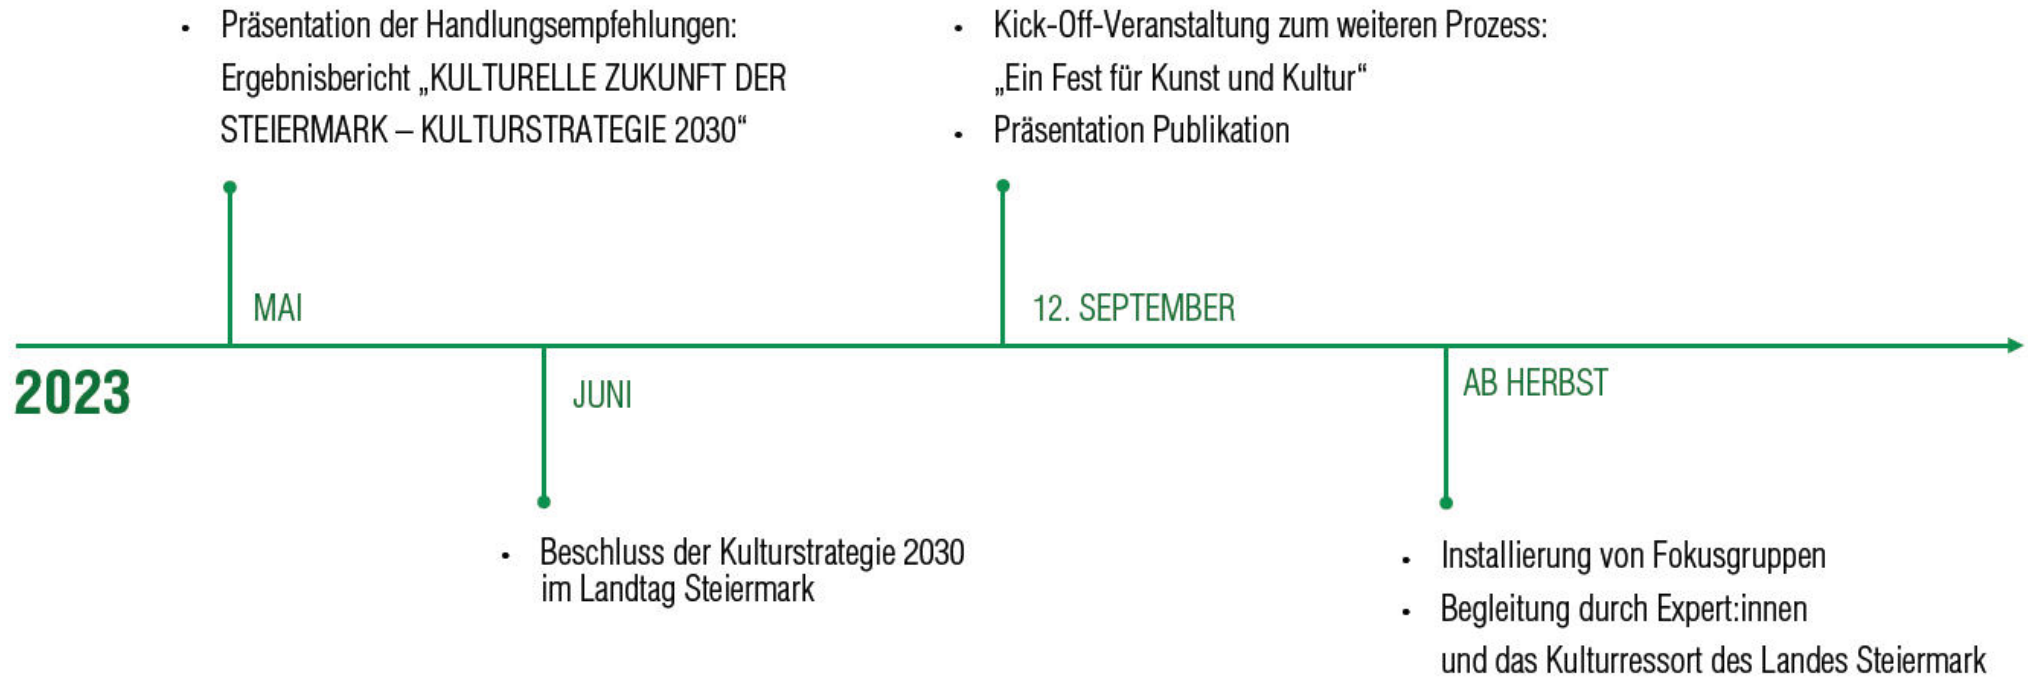 • Präsentation der Handlungsempfehlungen:
Ergebnisbericht „KULTURELLE ZUKUNFT DER
STEIERMARK – KULTURSTRATEGIE 2030“
• Kick-Off-Veranstaltung zum weiteren Prozess:
„Ein Fest für Kunst und Kultur“
• Präsentation Publikation
MAI
12. SEPTEMBER
2023
JUNI
AB HERBST
• Beschluss der Kulturstrategie 2030
im Landtag Steiermark
• Installierung von Fokusgruppen
• Begleitung durch Expert:innen
und das Kulturressort des Landes Steiermark